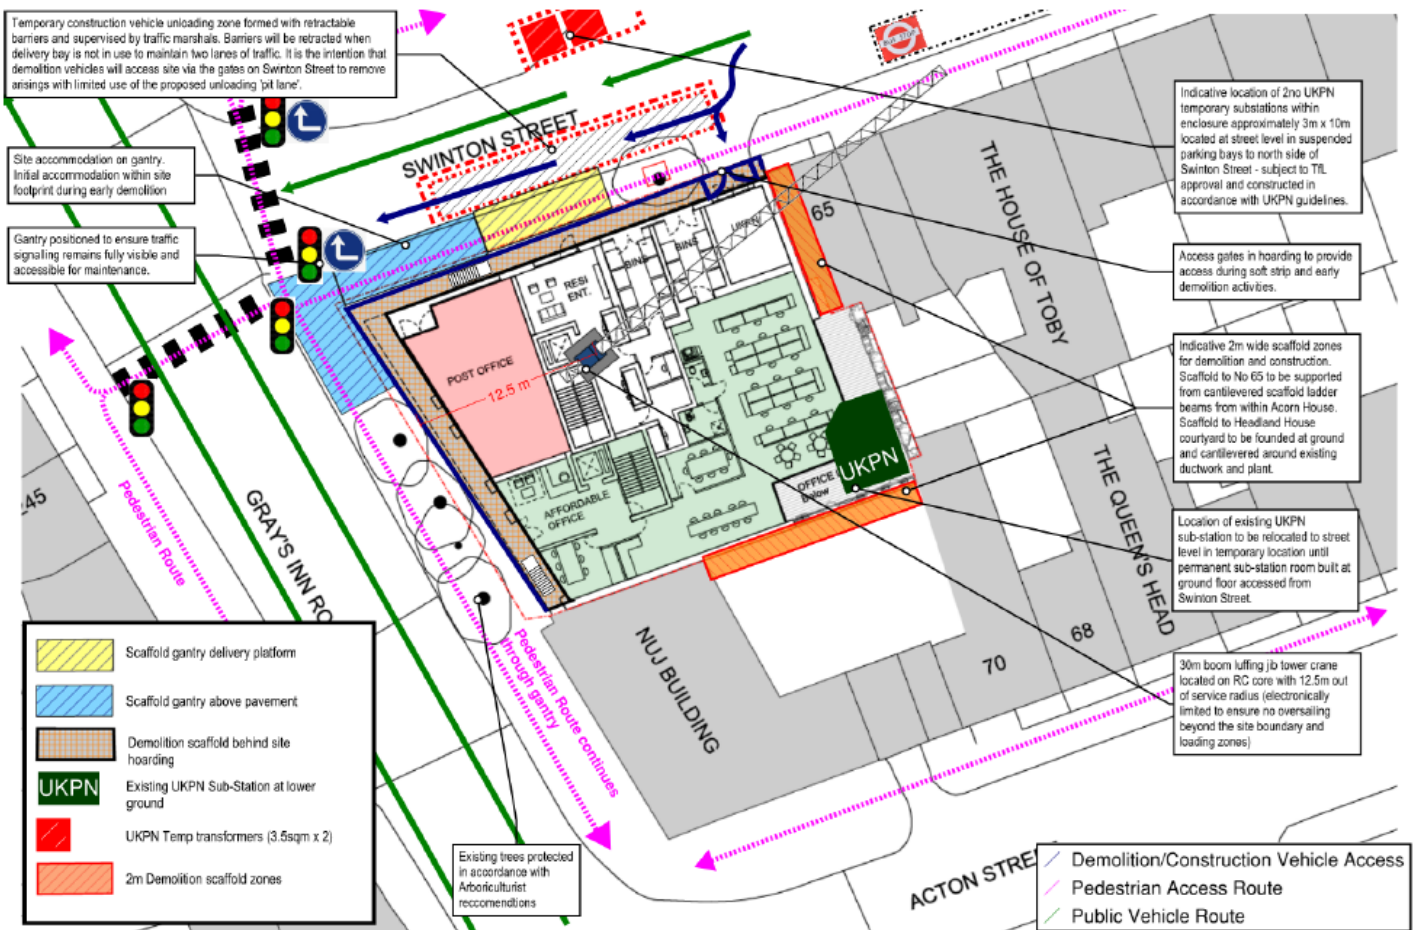 Temporary construction vehicle unloading zone formed with retractable
barriers and supervised by traffic marshals. Barriers will be retracted when
delivery bay is not in use to maintain two lanes of traffic. It is the intention that
demolition vehicles will access site via the gates on Swinton Street to remove
arisings with limited use of the proposed unloading 'pit lane'.
Site accommodation on gantry.
Initial accommodation within site
footprint during early demolition
Gantry positioned to ensure traffic
signalling remains fully visible and
accessible for maintenance.
SWINTON STREET
BUS STOP
Indicative location of 2no UKPN
temporary substations within
enclosure approximately 3m x 10m
located at street level in suspended
parking bays to north side of
Swinton Street - subject to TfL
approval and constructed in
accordance with UKPN guidelines.
Access gates in hoarding to provide
access during soft strip and early
demolition activities.
Indicative 2m wide scaffold zones
for demolition and construction.
Scaffold to No 65 to be supported
from cantilevered scaffold ladder
beams from within Acorn House.
Scaffold to Headland House
courtyard to be founded at ground
and cantilevered around existing
ductwork and plant.
Location of existing UKPN
sub-station to be relocated to street
level in temporary location until
permanent sub-station room built at
ground floor accessed from
Swinton Street.
30m boom luffing jib tower crane
located on RC core with 12.5m out
of service radius (electronically
limited to ensure no oversailing
beyond the site boundary and
loading zones)
THE HOUSE OF TOBY
65
THE QUEEN'S HEAD
68
70
RESI
ENT.
BINS
BINS
UKPN
POST OFFICE
12.5 m
AFFORDABLE
OFFICE
OFFICE
Below
UKPN
245
Pedestrian Route
GRAY'S INN RO
Pedestrian Route continues
through gantry
NUJ BUILDING
ACTON STREE
Existing trees protected
in accordance with
Arboriculturist
reccomendtions
Scaffold gantry delivery platform
Scaffold gantry above pavement
Demolition scaffold behind site
hoarding
UKPN
Existing UKPN Sub-Station at lower
ground
UKPN Temp transformers (3.5sqm x 2)
2m Demolition scaffold zones
Demolition/Construction Vehicle Access
Pedestrian Access Route
Public Vehicle Route